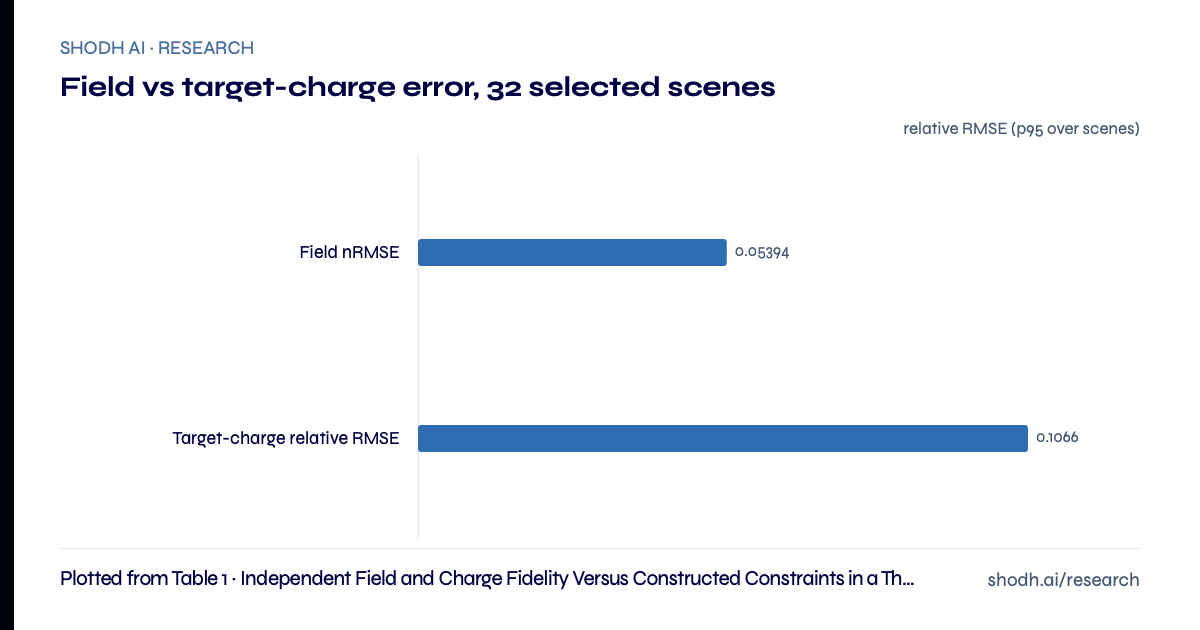 SHODH AI · RESEARCH
Field vs target-charge error, 32 selected scenes
relative RMSE (p95 over scenes)
Field nRMSE
0.05394
Target-charge relative RMSE
0.1066
Plotted from Table 1 · Independent Field and Charge Fidelity Versus Constructed Constraints in a Th...
shodh.ai/research